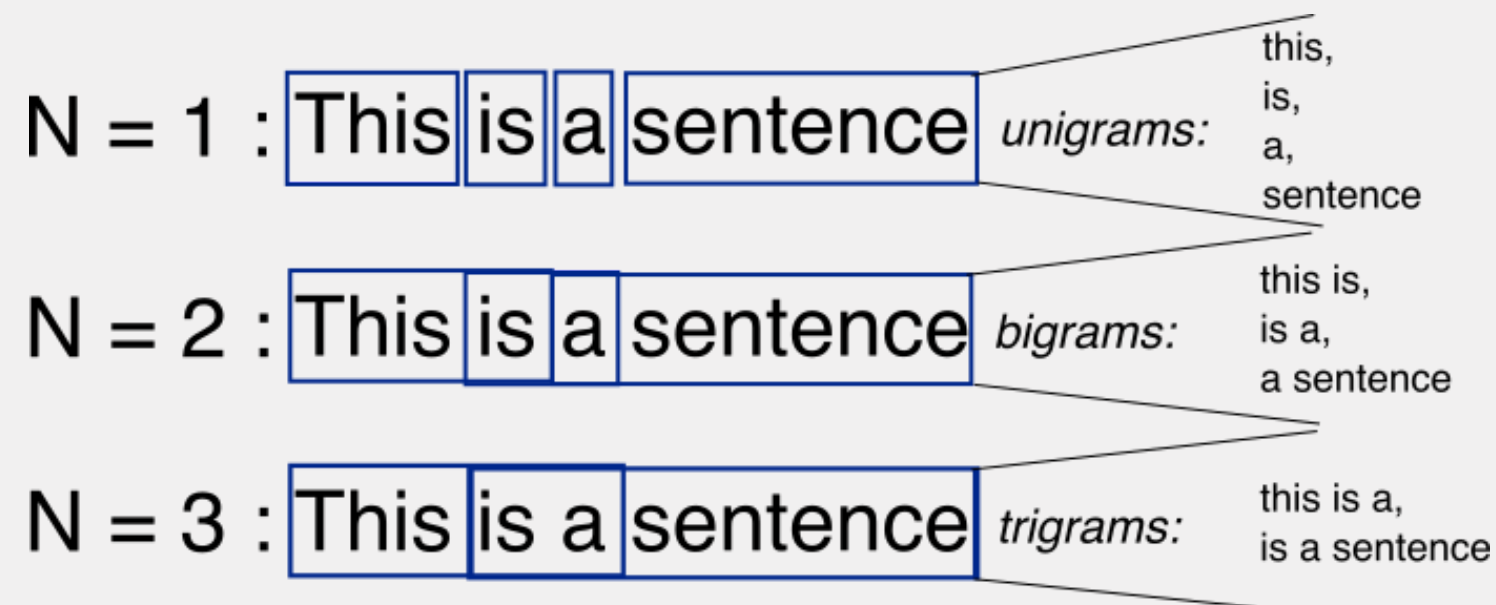 N = 1 : This is a sentence unigrams:
this,
is,
a,
sentence
N = 2 : This is a sentence bigrams:
this is,
is a,
a sentence
N = 3 : This is a sentence trigrams:
this is a,
is a sentence